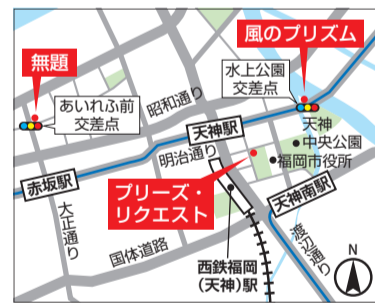 風のプリズム
無題
水上公園
交差点
あいれふ前
交差点
昭和通り
天神駅
天神
中央公園
明治通り
福岡市役所
赤坂駅
プリーズ・
リクエスト
天神南駅
大正通り
国体道路
西鉄福岡
(天神)駅
渡辺通り
N